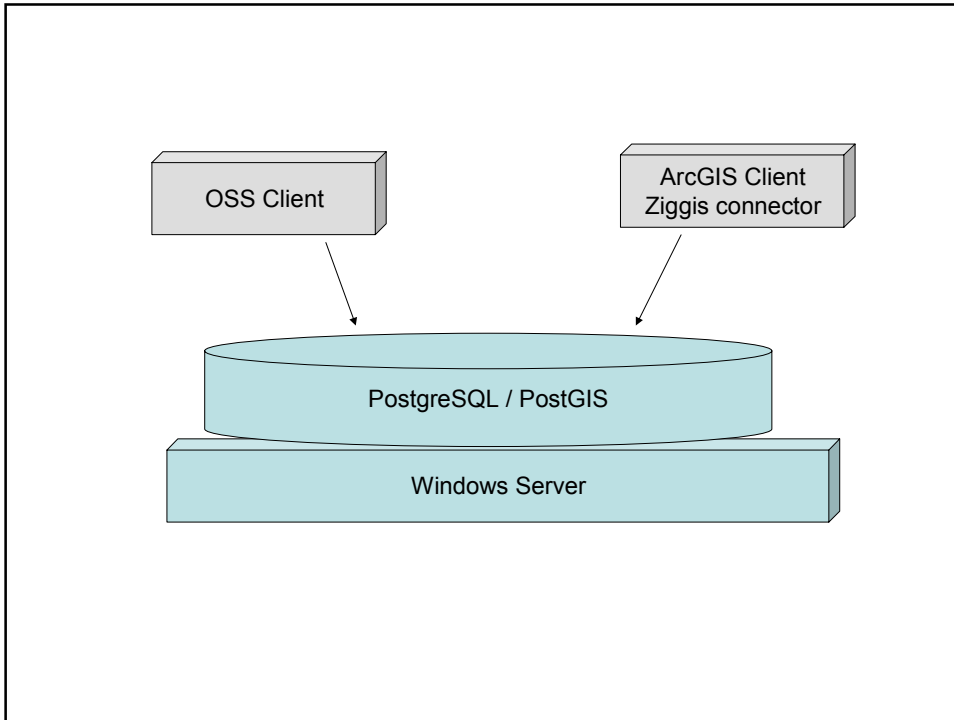 OSS Client
ArcGIS Client
Ziggis connector
PostgreSQL / PostGIS
Windows Server